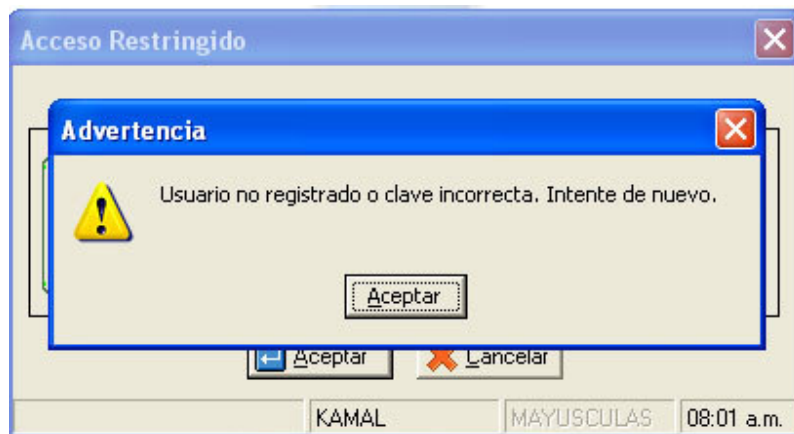 Acceso Restringido
Advertencia
Usuario no registrado o clave incorrecta. Intente de nuevo.
Aceptar
Aceptar Cancelar
KAMAL MAYUSCULAS 08:01 a.m.